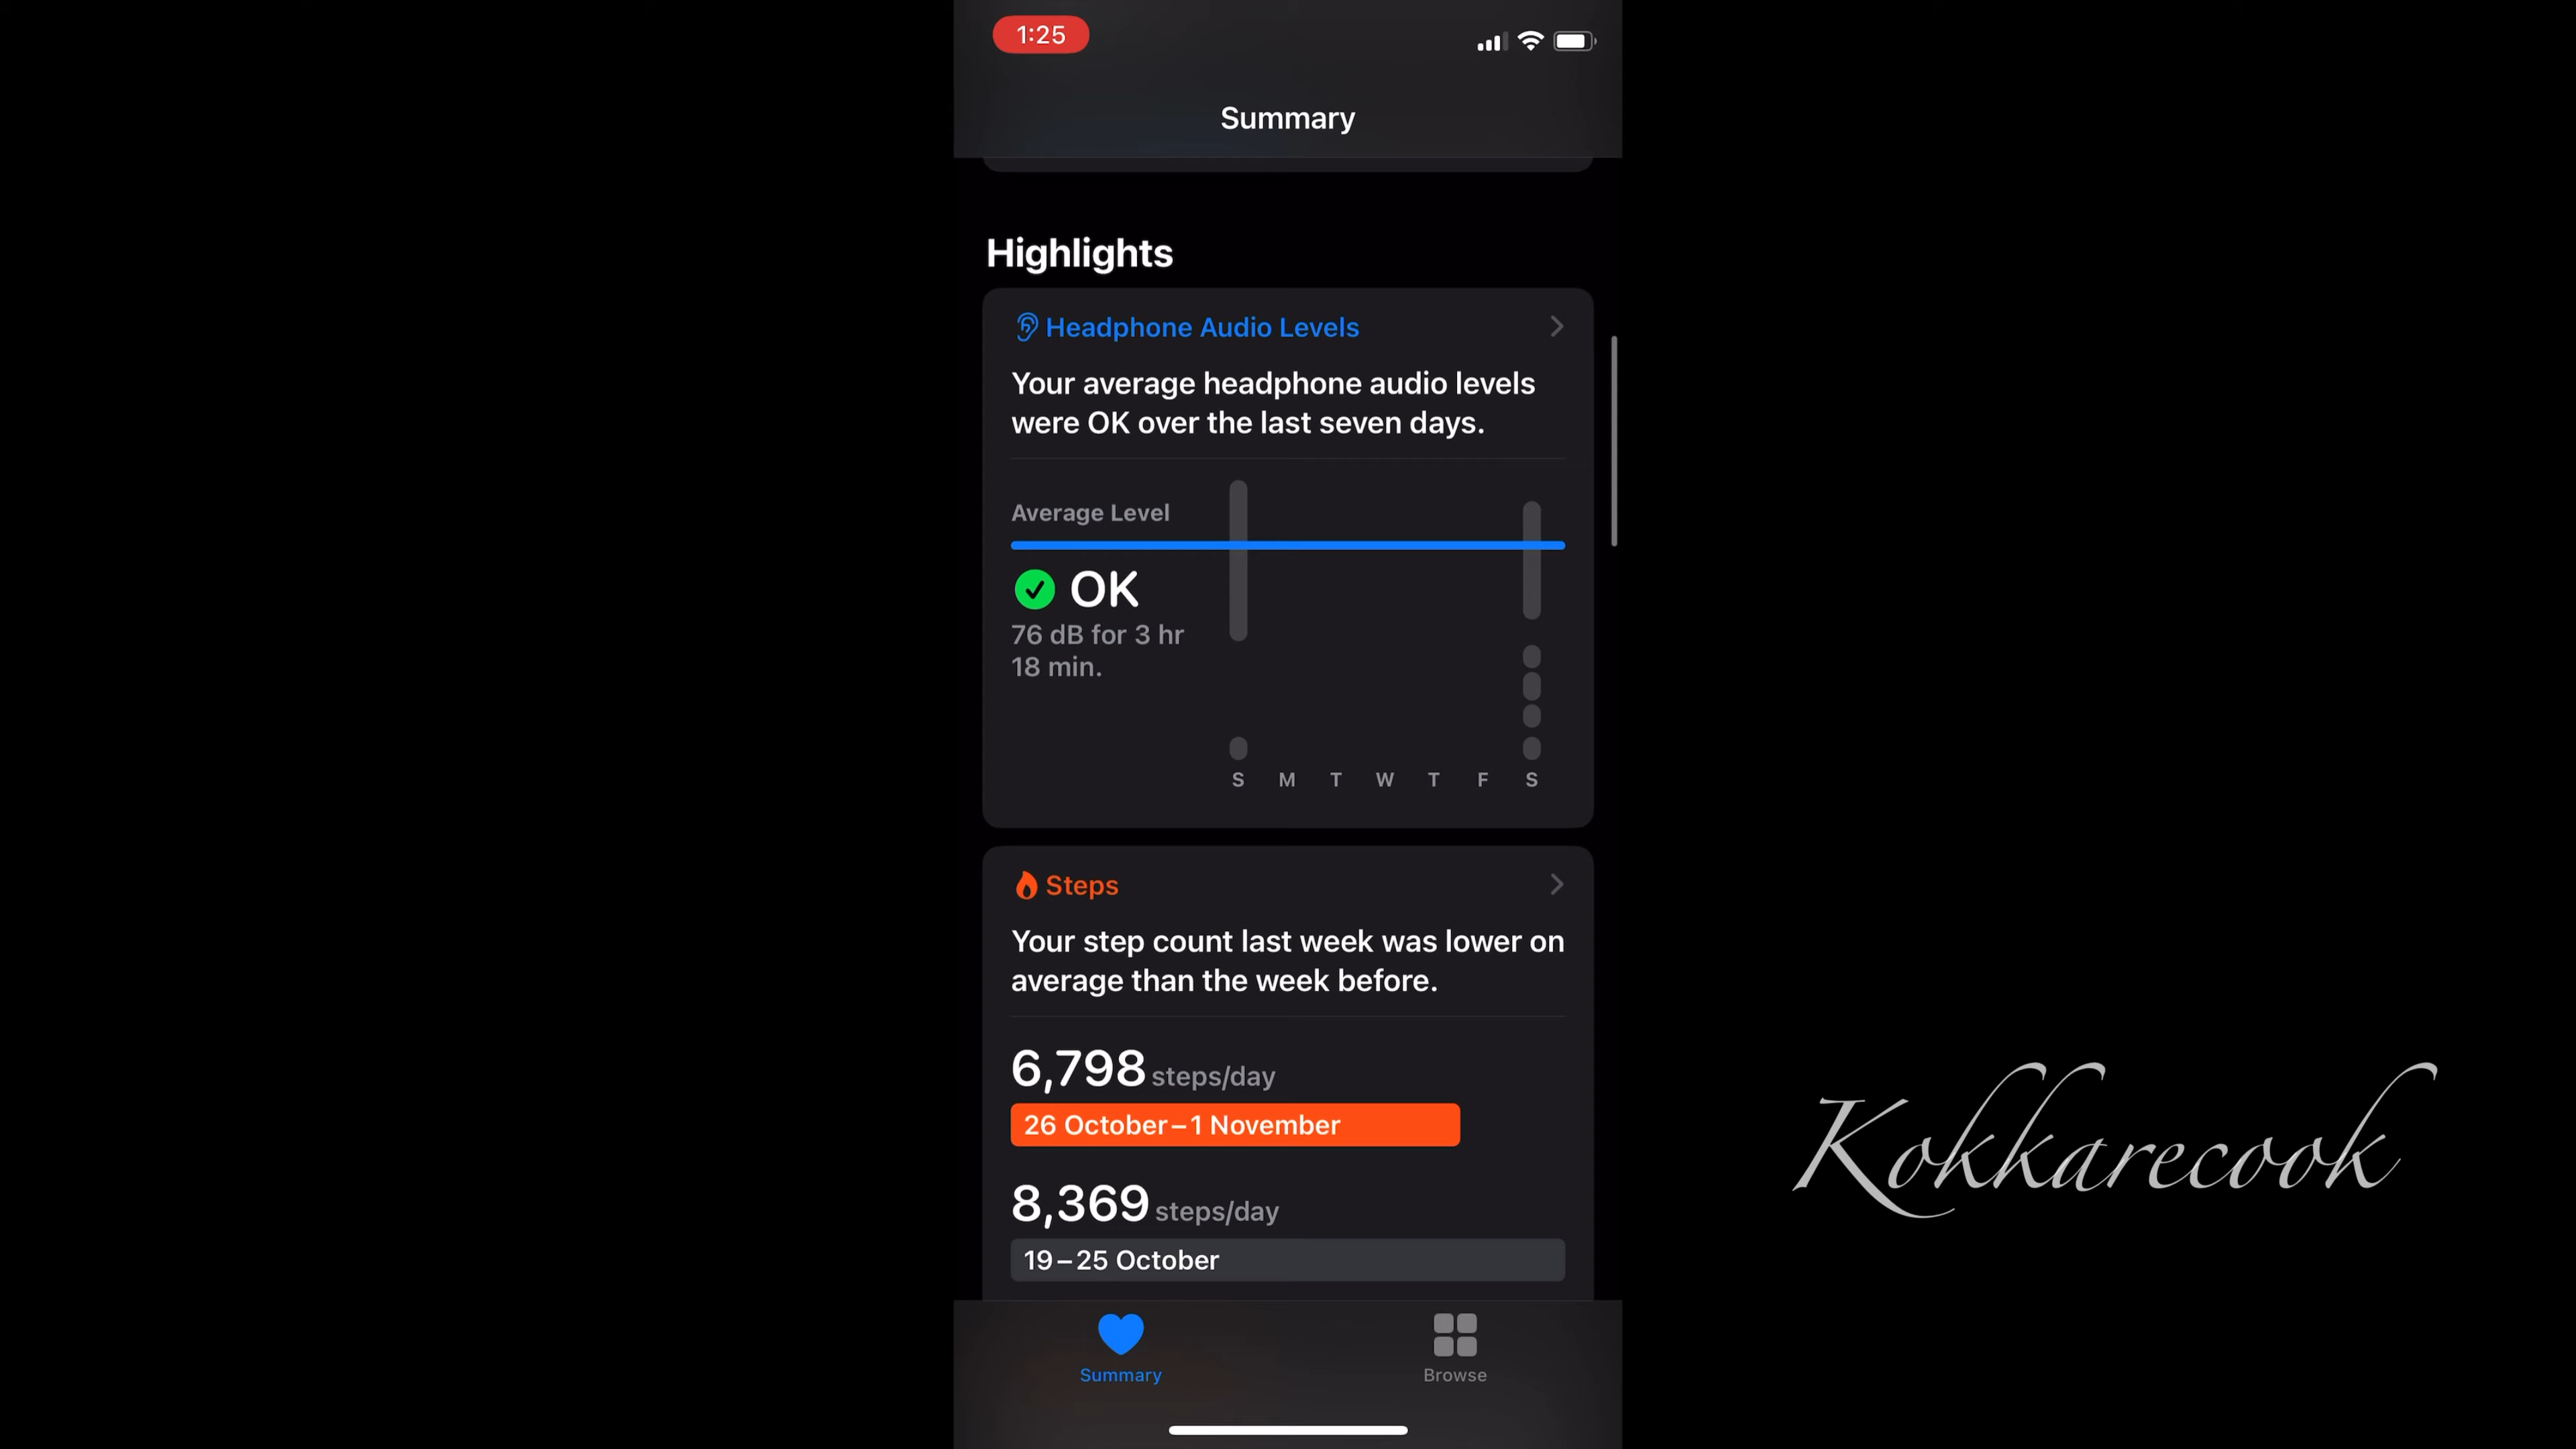 1:25
Summary
Highlights
Headphone Audio Levels
Your average headphone audio levels
were OK over the last seven days.
Average Level
OK
76 dB for 3 hr
18 min.
S M T W T F S
Steps
Your step count last week was lower on
average than the week before.
6,798 steps/day
26 October–1 November
8,369 steps/day
19–25 October
Summary
Browse
Kokkarecook